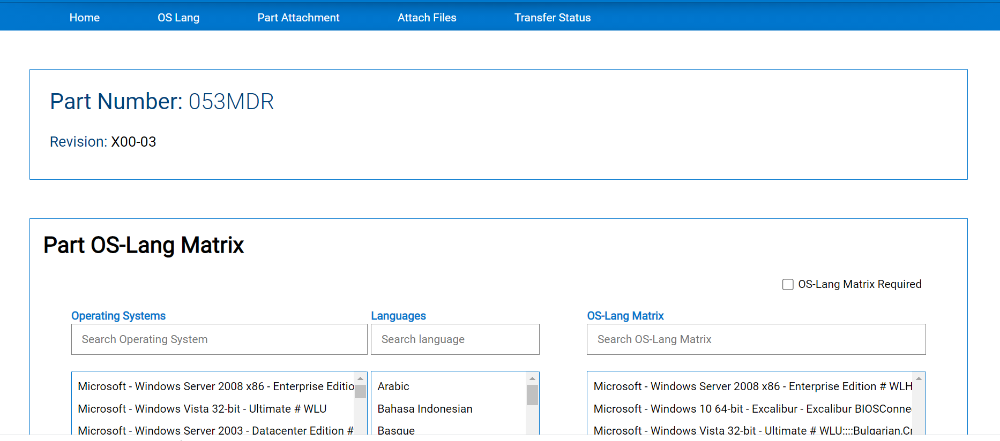 Home OS Lang Part Attachment Attach Files Transfer Status
Part Number: 053MDR
Revision: X00-03
Part OS-Lang Matrix
OS-Lang Matrix Required
Operating Systems Languages OS-Lang Matrix
Search Operating System Search language Search OS-Lang Matrix
Microsoft - Windows Server 2008 x86 - Enterprise Editio Arabic Microsoft - Windows Server 2008 x86 - Enterprise Edition # WLH
Microsoft - Windows Vista 32-bit - Ultimate # WLU Bahasa Indonesian Microsoft - Windows 10 64-bit - Excalibur - Excalibur BIOSConne
Microsoft - Windows Server 2003 - Datacenter Edition # Basque Microsoft - Windows Vista 32-bit - Ultimate # WLU::::Bulgarian,Cr